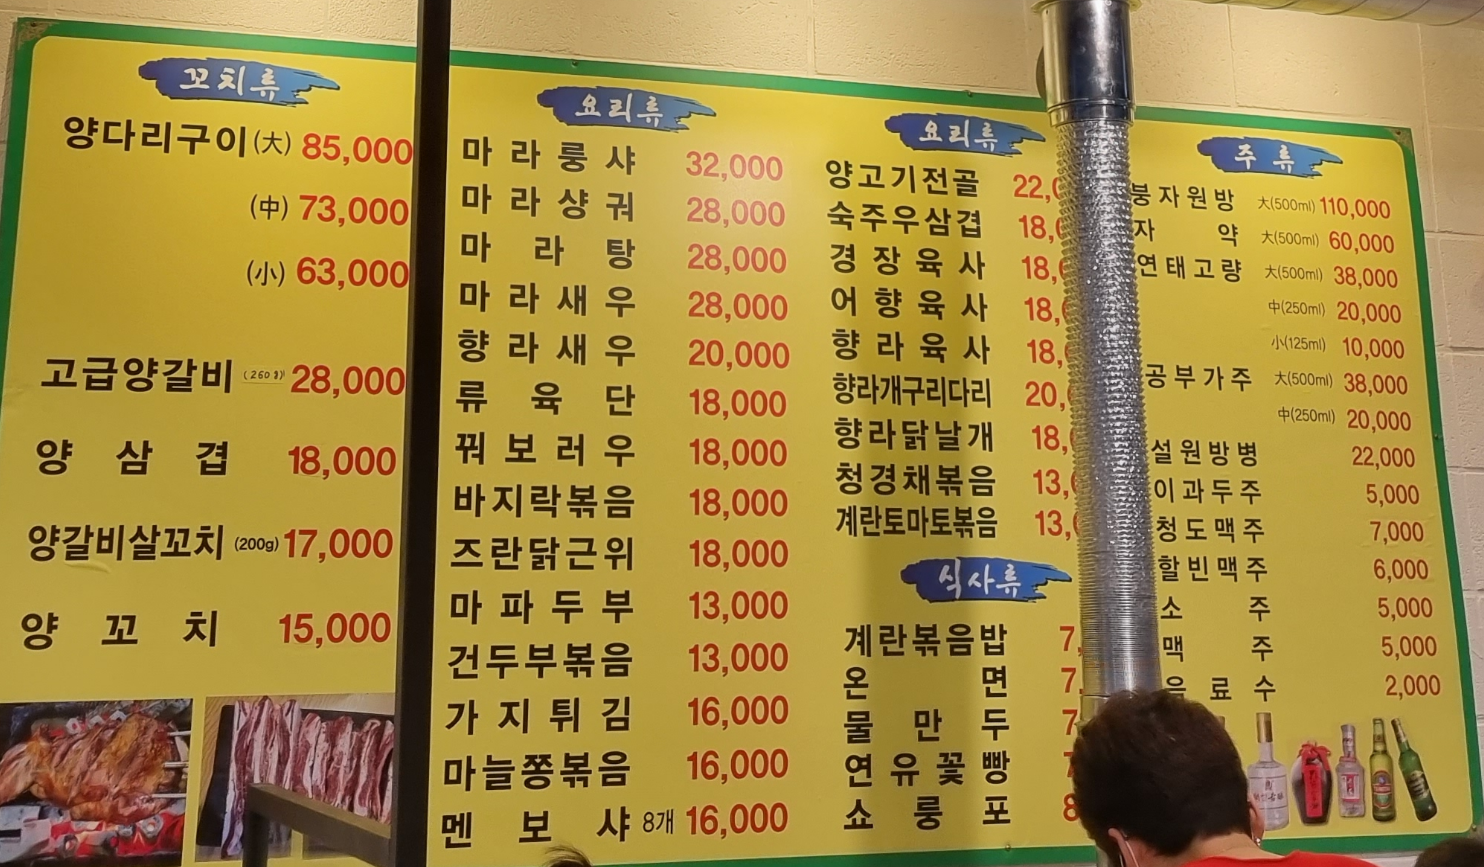 꼬치류
양다리구이(大) 85,000
(中) 73,000
(小) 63,000
고급양갈비 (260g) 28,000
양 삼 겹 18,000
양갈비살꼬치 (200g) 17,000
양 꼬 치 15,000
요리류
마라룽샤 32,000
마라샹궈 28,000
마 라 탕 28,000
마라새우 28,000
향라새우 20,000
류 육 단 18,000
꿔보러우 18,000
바지락볶음 18,000
즈란닭근위 18,000
마파두부 13,000
건두부볶음 13,000
가지튀김 16,000
마늘쫑볶음 16,000
멘 보 샤 8개 16,000
요리류
양고기전골
숙주우삼겹
경장육사
어향육사
향라육사
향라개구리다리
향라닭날개
청경채볶음
계란토마토볶음
식사류
계란볶음밥
온 면
물 만 두
연유꽃빵
쇼 룽 포
주 류
붕자원방 大(500ml) 110,000
자 약 大(500ml) 60,000
연태고량 大(500ml) 38,000
中(250ml) 20,000
小(125ml) 10,000
공부가주 大(500ml) 38,000
中(250ml) 20,000
설원방병 22,000
이과두주 5,000
청도맥주 7,000
할빈맥주 6,000
소 주 5,000
맥 주 5,000
음 료 수 2,000